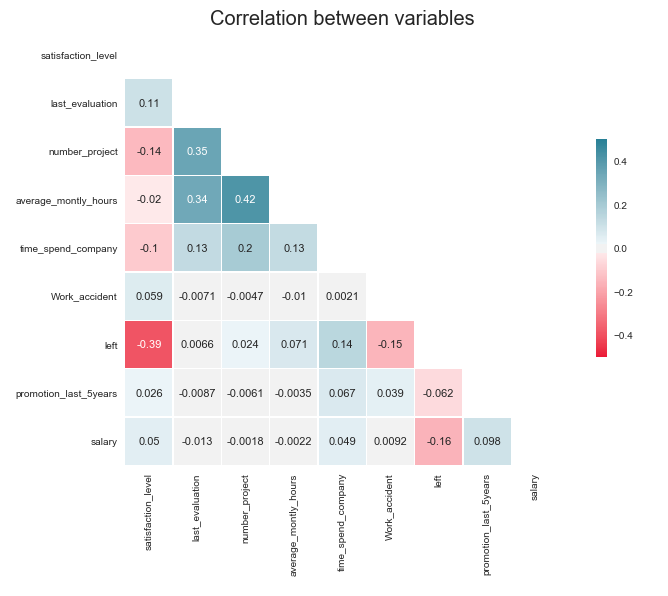 Correlation between variables
satisfaction_level
last_evaluation 0.11
number_project -0.14 0.35
average_montly_hours -0.02 0.34 0.42
time_spend_company -0.1 0.13 0.2 0.13
Work_accident 0.059 -0.0071 -0.0047 -0.01 0.0021
left -0.39 0.0066 0.024 0.071 0.14 -0.15
promotion_last_5years 0.026 -0.0087 -0.0061 -0.0035 0.067 0.039 -0.062
salary 0.05 -0.013 -0.0018 -0.0022 0.049 0.0092 -0.16 0.098
satisfaction_level
last_evaluation
number_project
average_montly_hours
time_spend_company
Work_accident
left
promotion_last_5years
salary
0.4
0.2
0.0
-0.2
-0.4